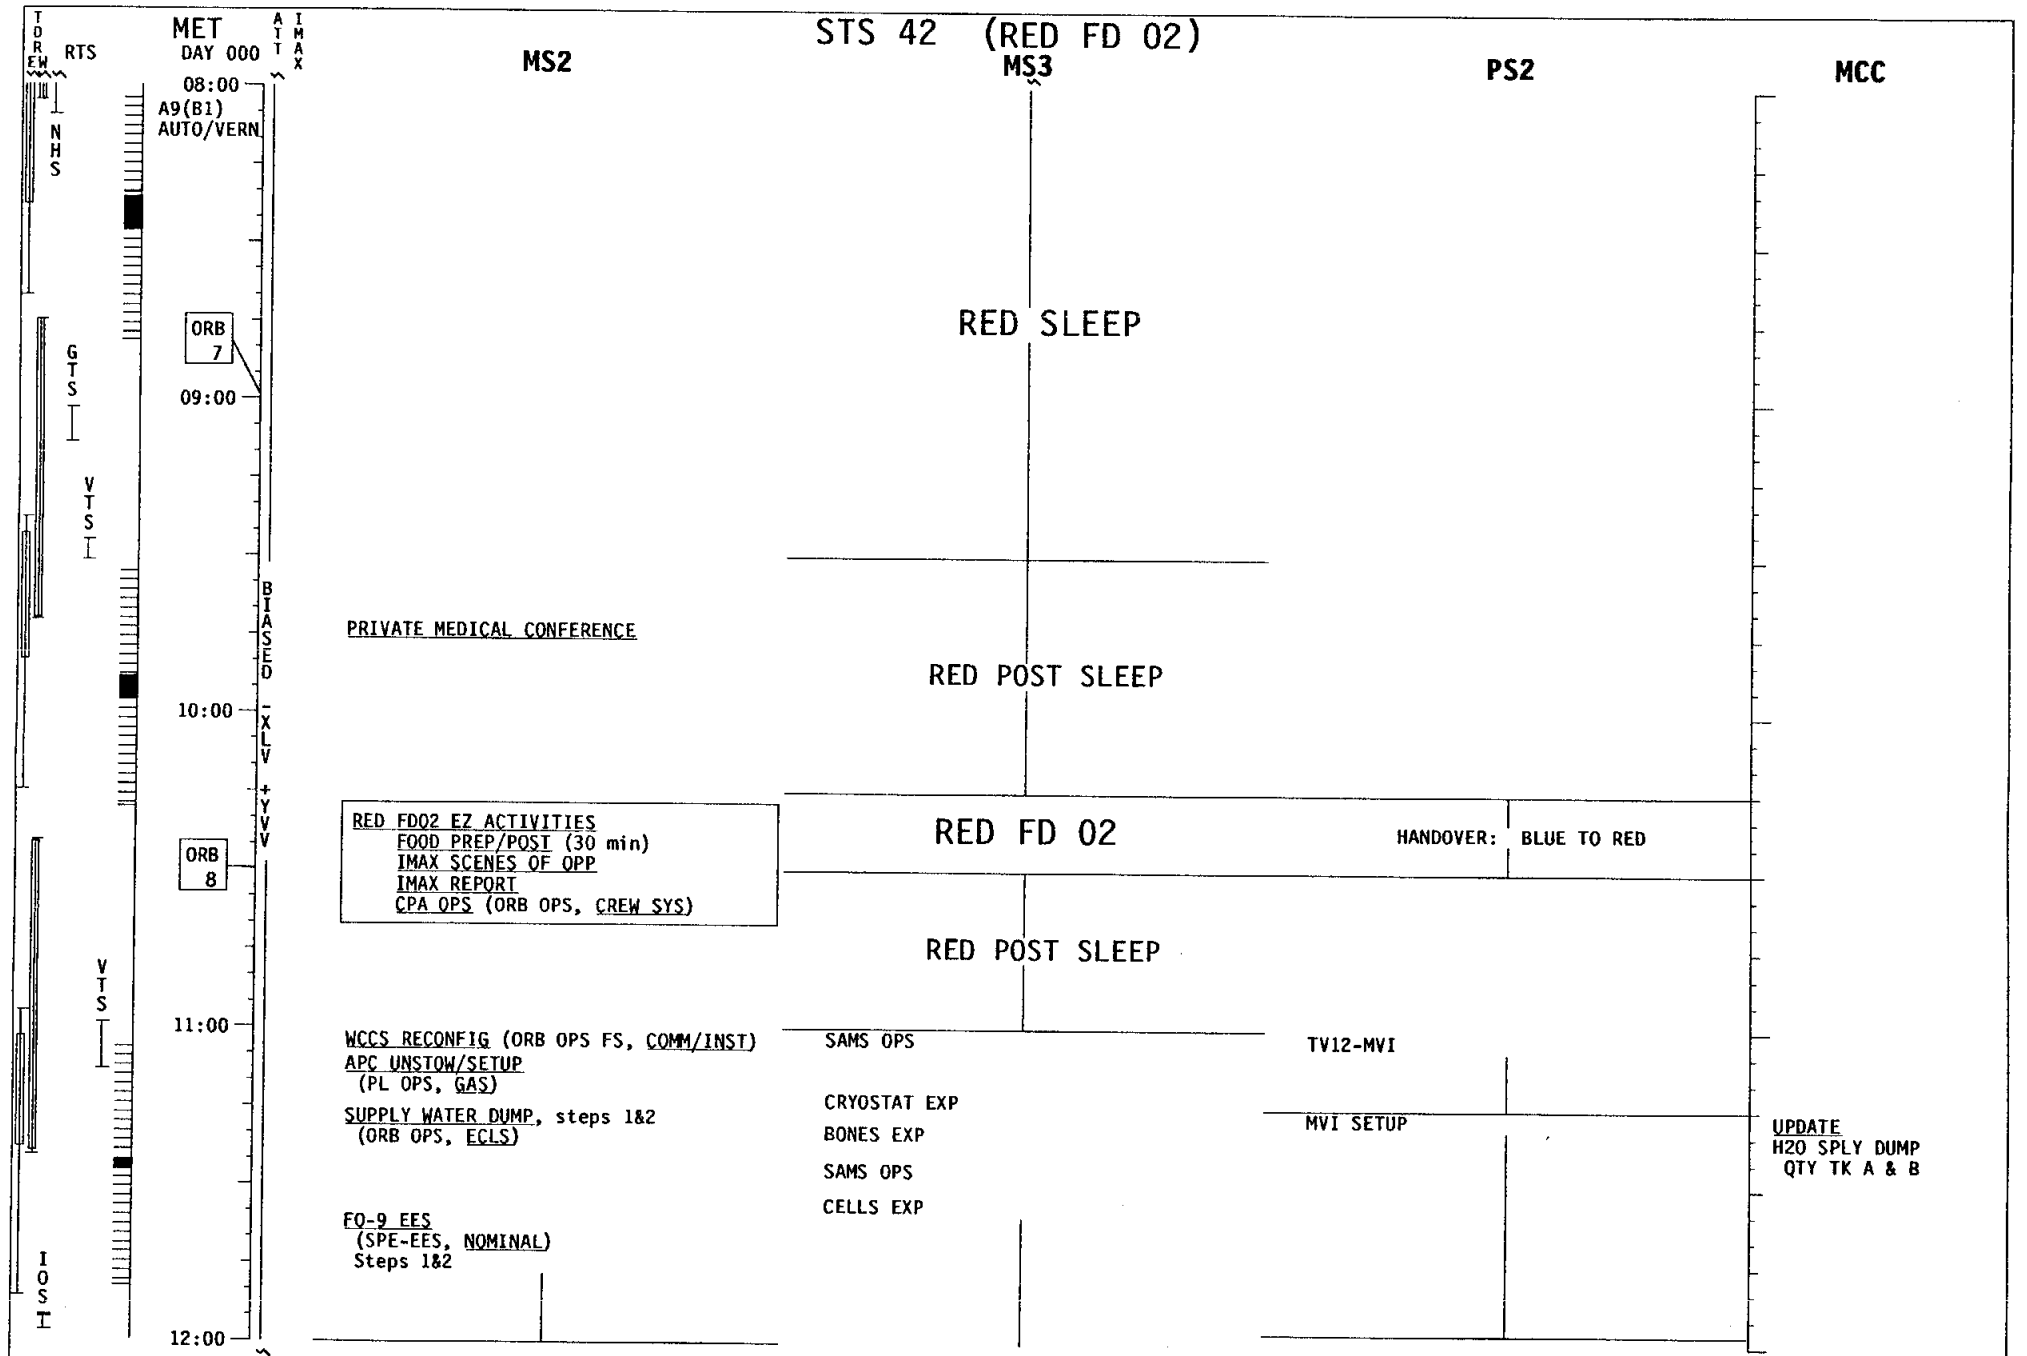 STS 42 (RED FD 02)
TDRE W
RTS
MET
DAY 000
ATT
IMAX
MS2
MS3
PS2
MCC
08:00
A9(B1)
AUTO/VERN
NHS
ORB
7
RED SLEEP
GTS
09:00
VTS
BIASED -XLV +YVV
PRIVATE MEDICAL CONFERENCE
RED POST SLEEP
10:00
RED FD02 EZ ACTIVITIES
FOOD PREP/POST (30 min)
IMAX SCENES OF OPP
IMAX REPORT
CPA OPS (ORB OPS, CREW SYS)
RED FD 02
HANDOVER: BLUE TO RED
ORB
8
RED POST SLEEP
VTS
11:00
WCCS RECONFIG (ORB OPS FS, COMM/INST)
APC UNSTOW/SETUP
(PL OPS, GAS)
SUPPLY WATER DUMP, steps 1&2
(ORB OPS, ECLS)
FO-9 EES
(SPE-EES, NOMINAL)
Steps 1&2
SAMS OPS
CRYOSTAT EXP
BONES EXP
SAMS OPS
CELLS EXP
TV12-MVI
MVI SETUP
UPDATE
H2O SPLY DUMP
QTY TK A & B
IOS
12:00